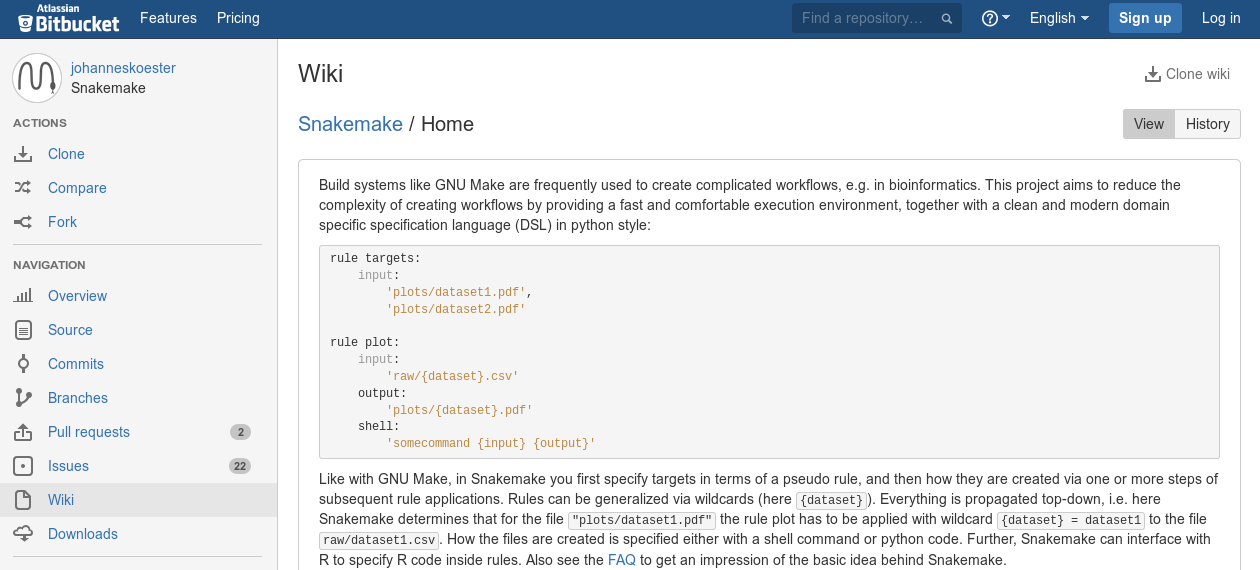 Atlassian
Bitbucket
Features Pricing
Find a repository…
English
Sign up
Log in
johanneskoester
Snakemake
ACTIONS
Clone
Compare
Fork
NAVIGATION
Overview
Source
Commits
Branches
Pull requests 2
Issues 22
Wiki
Downloads
Wiki
Clone wiki
Snakemake / Home
View History
Build systems like GNU Make are frequently used to create complicated workflows, e.g. in bioinformatics. This project aims to reduce the
complexity of creating workflows by providing a fast and comfortable execution environment, together with a clean and modern domain
specific specification language (DSL) in python style:
rule targets:
    input:
        'plots/dataset1.pdf',
        'plots/dataset2.pdf'
rule plot:
    input:
        'raw/{dataset}.csv'
    output:
        'plots/{dataset}.pdf'
    shell:
        'somecommand {input} {output}'
Like with GNU Make, in Snakemake you first specify targets in terms of a pseudo rule, and then how they are created via one or more steps of
subsequent rule applications. Rules can be generalized via wildcards (here {dataset}). Everything is propagated top-down, i.e. here
Snakemake determines that for the file "plots/dataset1.pdf" the rule plot has to be applied with wildcard {dataset} = dataset1 to the file
raw/dataset1.csv. How the files are created is specified either with a shell command or python code. Further, Snakemake can interface with
R to specify R code inside rules. Also see the FAQ to get an impression of the basic idea behind Snakemake.